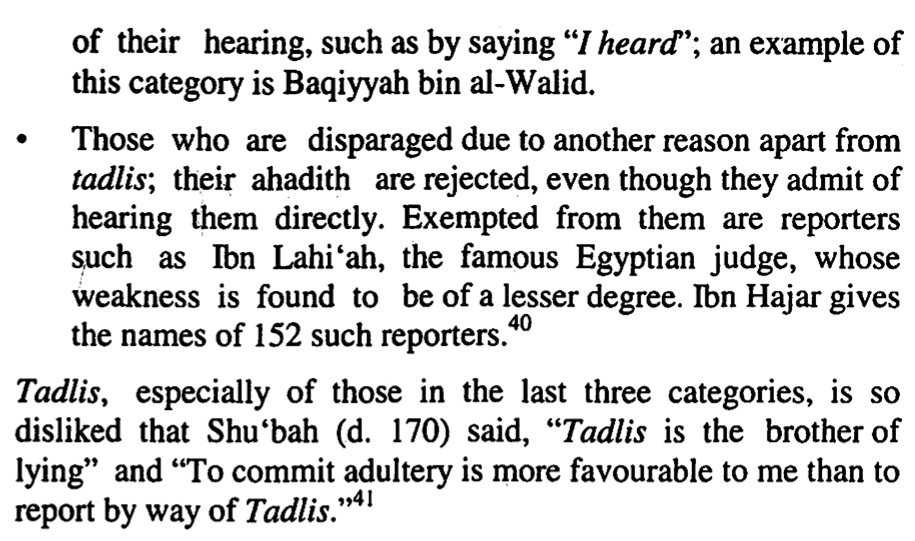 of their hearing, such as by saying “I heard”; an example of
this category is Baqiyyah bin al-Walid.
• Those who are disparaged due to another reason apart from
tadlis; their ahadith are rejected, even though they admit of
hearing them directly. Exempted from them are reporters
such as Ibn Lahi‘ah, the famous Egyptian judge, whose
weakness is found to be of a lesser degree. Ibn Hajar gives
the names of 152 such reporters.40
Tadlis, especially of those in the last three categories, is so
disliked that Shu‘bah (d. 170) said, “Tadlis is the brother of
lying” and “To commit adultery is more favourable to me than to
report by way of Tadlis.”41